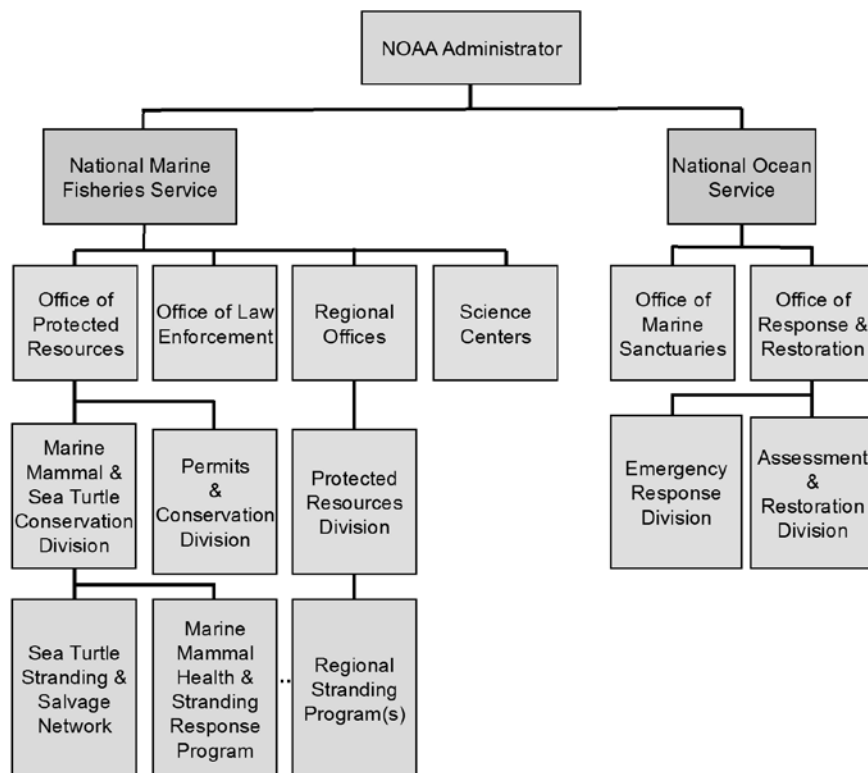 NOAA Administrator
National Marine
Fisheries Service
National Ocean
Service
Office of
Protected
Resources
Office of Law
Enforcement
Regional
Offices
Science
Centers
Office of
Marine
Sanctuaries
Office of
Response &
Restoration
Marine
Mammal &
Sea Turtle
Conservation
Division
Permits
&
Conservation
Division
Protected
Resources
Division
Emergency
Response
Division
Assessment
&
Restoration
Division
Sea Turtle
Stranding &
Salvage
Network
Marine
Mammal
Health &
Stranding
Response
Program
Regional
Stranding
Program(s)